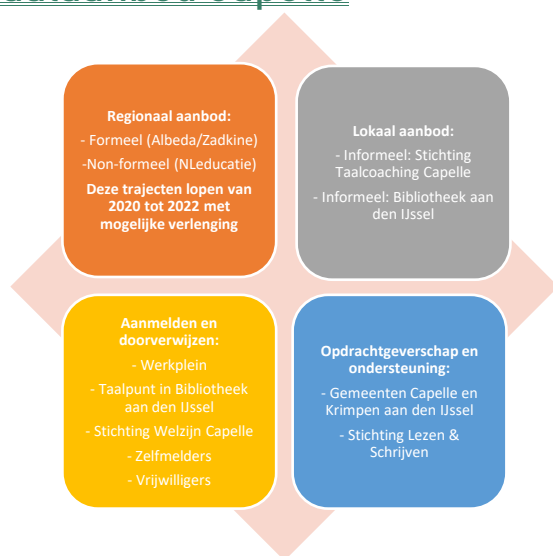 Regionaal aanbod:
- Formeel (Albeda/Zadkine)
-Non-formeel (NLeducatie)
Deze trajecten lopen van
2020 tot 2022 met
mogelijke verlenging
Lokaal aanbod:
- Informeel: Stichting
Taalcoaching Capelle
- Informeel: Bibliotheek aan
den IJssel
Aanmelden en
doorverwijzen:
- Werkplein
- Taalpunt in Bibliotheek
aan den IJssel
- Stichting Welzijn Capelle
- Zelfmelders
- Vrijwilligers
Opdrachtgeverschap en
ondersteuning:
- Gemeenten Capelle en
Krimpen aan den IJssel
- Stichting Lezen &
Schrijven